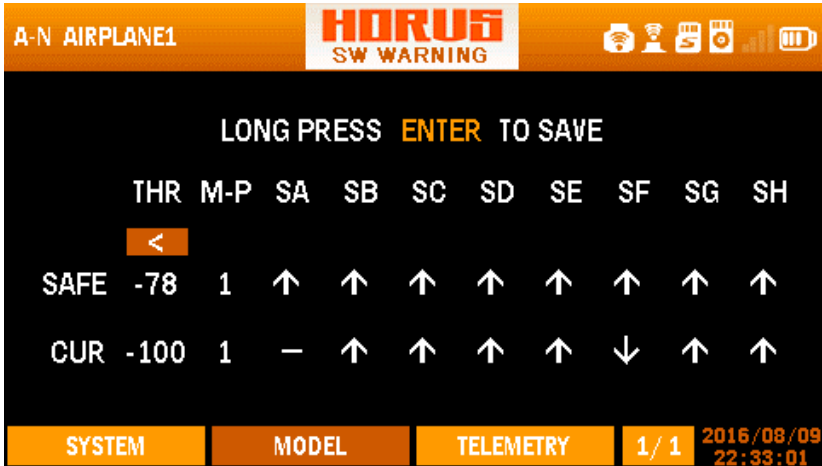 A-N AIRPLANE1 HORUS
SW WARNING
LONG PRESS ENTER TO SAVE
THR M-P SA SB SC SD SE SF SG SH
<
SAFE -78 1 ↑ ↑ ↑ ↑ ↑ ↑ ↑ ↑
CUR -100 1 – ↑ ↑ ↑ ↑ ↓ ↑ ↑
SYSTEM MODEL TELEMETRY 1/1 2016/08/09
22:33:01